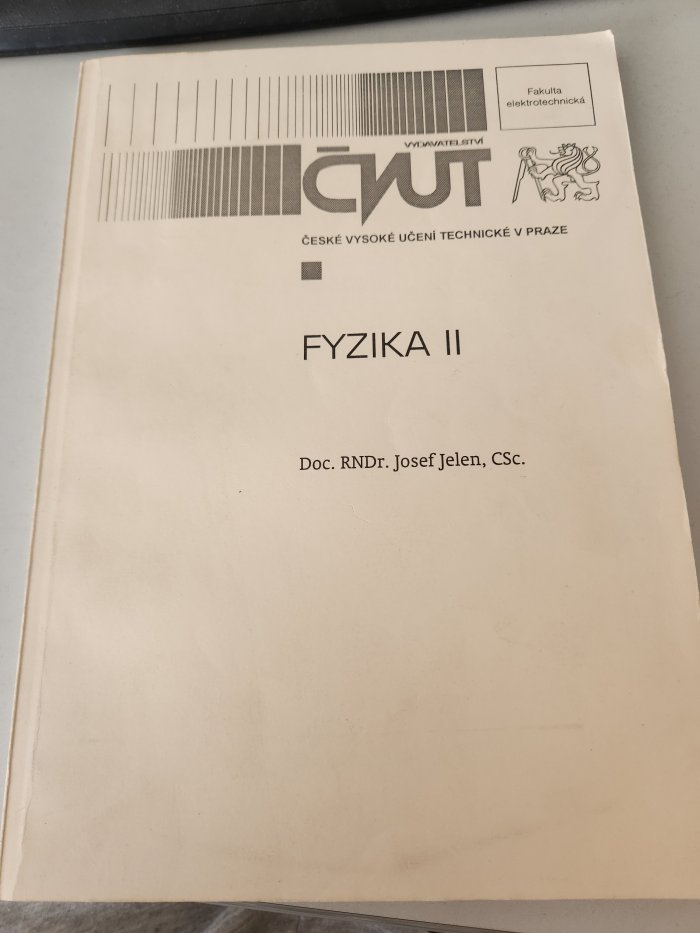 Fakulta
elektrotechnická
VYDAVATELSTVÍ
ČVUT
ČESKÉ VYSOKÉ UČENÍ TECHNICKÉ V PRAZE
FYZIKA II
Doc. RNDr. Josef Jelen, CSc.